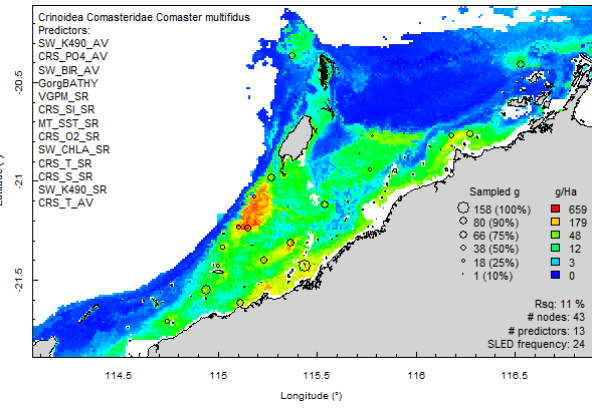 Crinoidea Comasteridae Comaster multifidus
Predictors:
SW_K490_AV
CRS_PO4_AV
SW_BIR_AV
GorgBATHY
VGPM_SR
CRS_SI_SR
MT_SST_SR
CRS_O2_SR
SW_CHLA_SR
CRS_T_SR
CRS_S_SR
SW_K490_SR
CRS_T_AV
-20.5
-21
-21.5
Sampled g
158 (100%)
80 (90%)
66 (75%)
38 (50%)
18 (25%)
1 (10%)
g/Ha
659
179
48
12
3
0
Rsq: 11 %
# nodes: 43
# predictors: 13
SLED frequency: 24
114.5
115
115.5
116
116.5
Longitude (°)